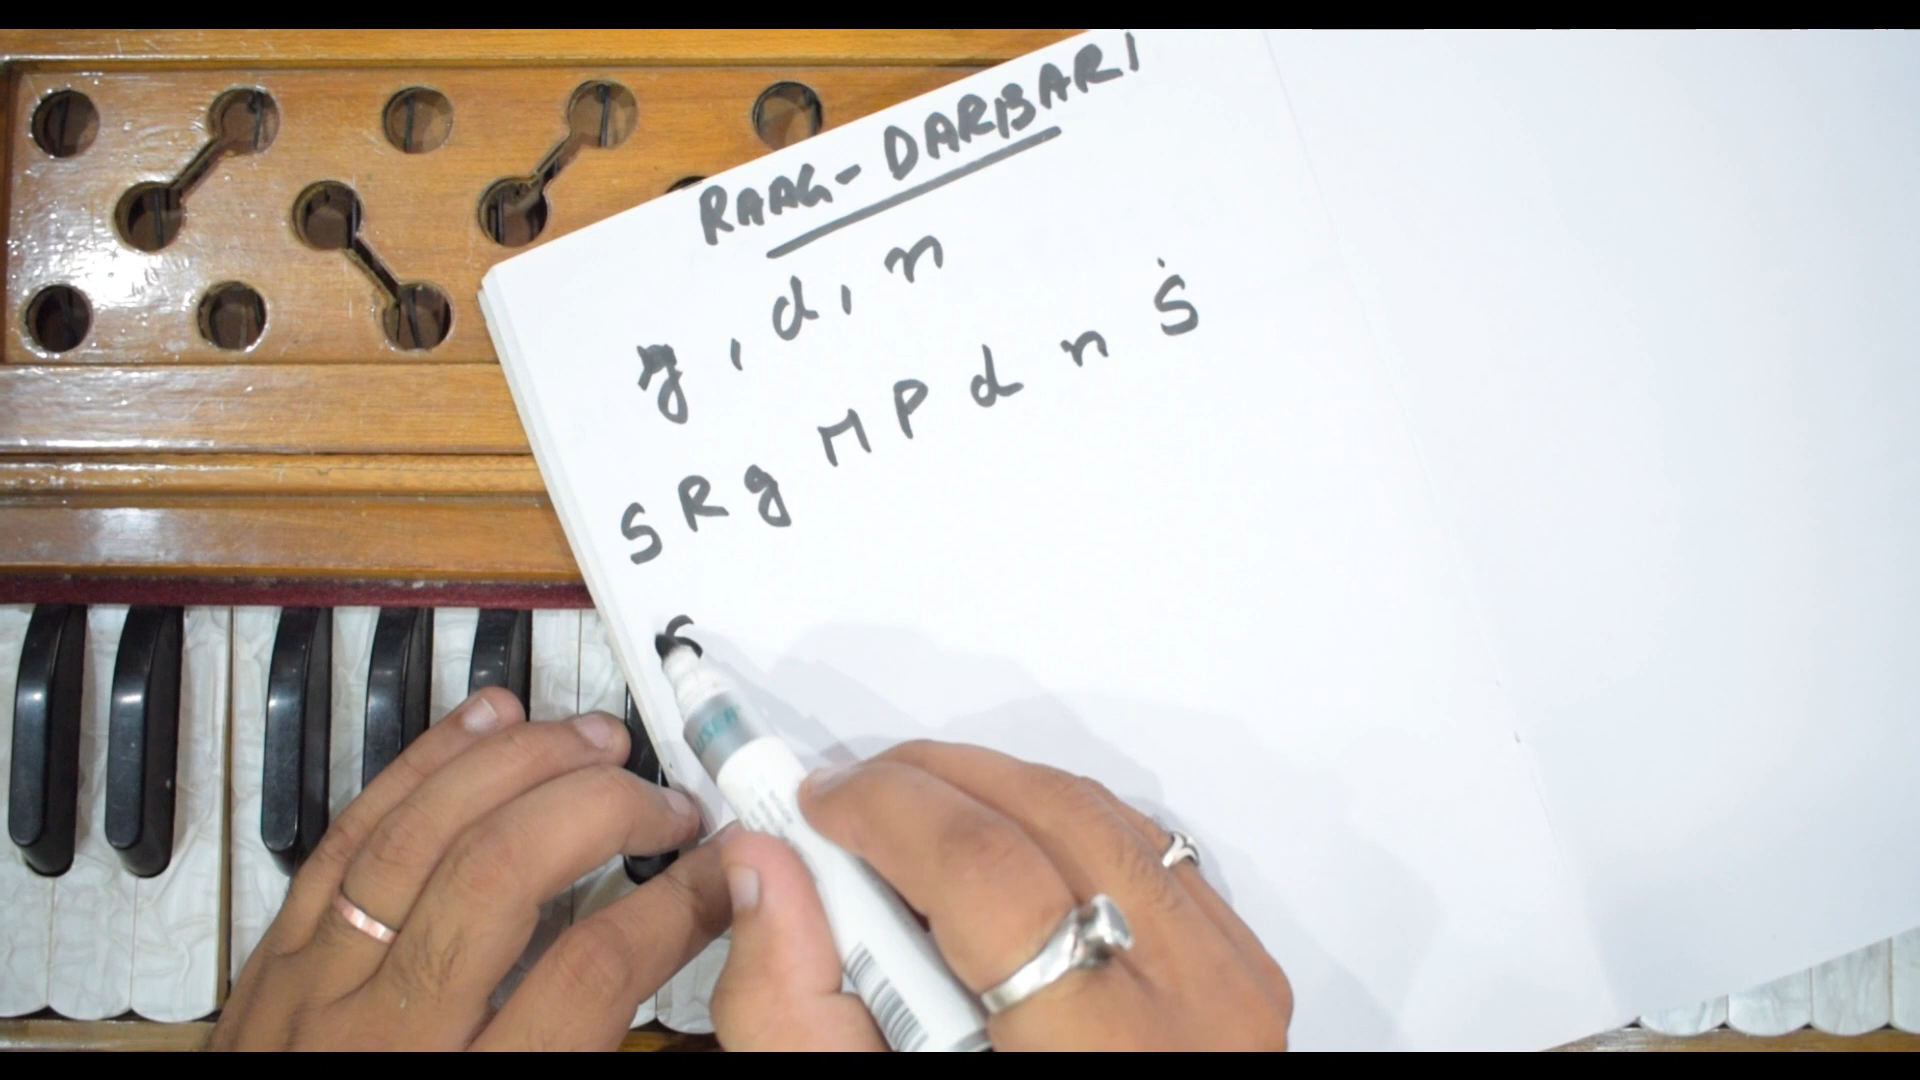 RAAG - DARBARI
g, d, n
S R g M P d n Ṡ
S